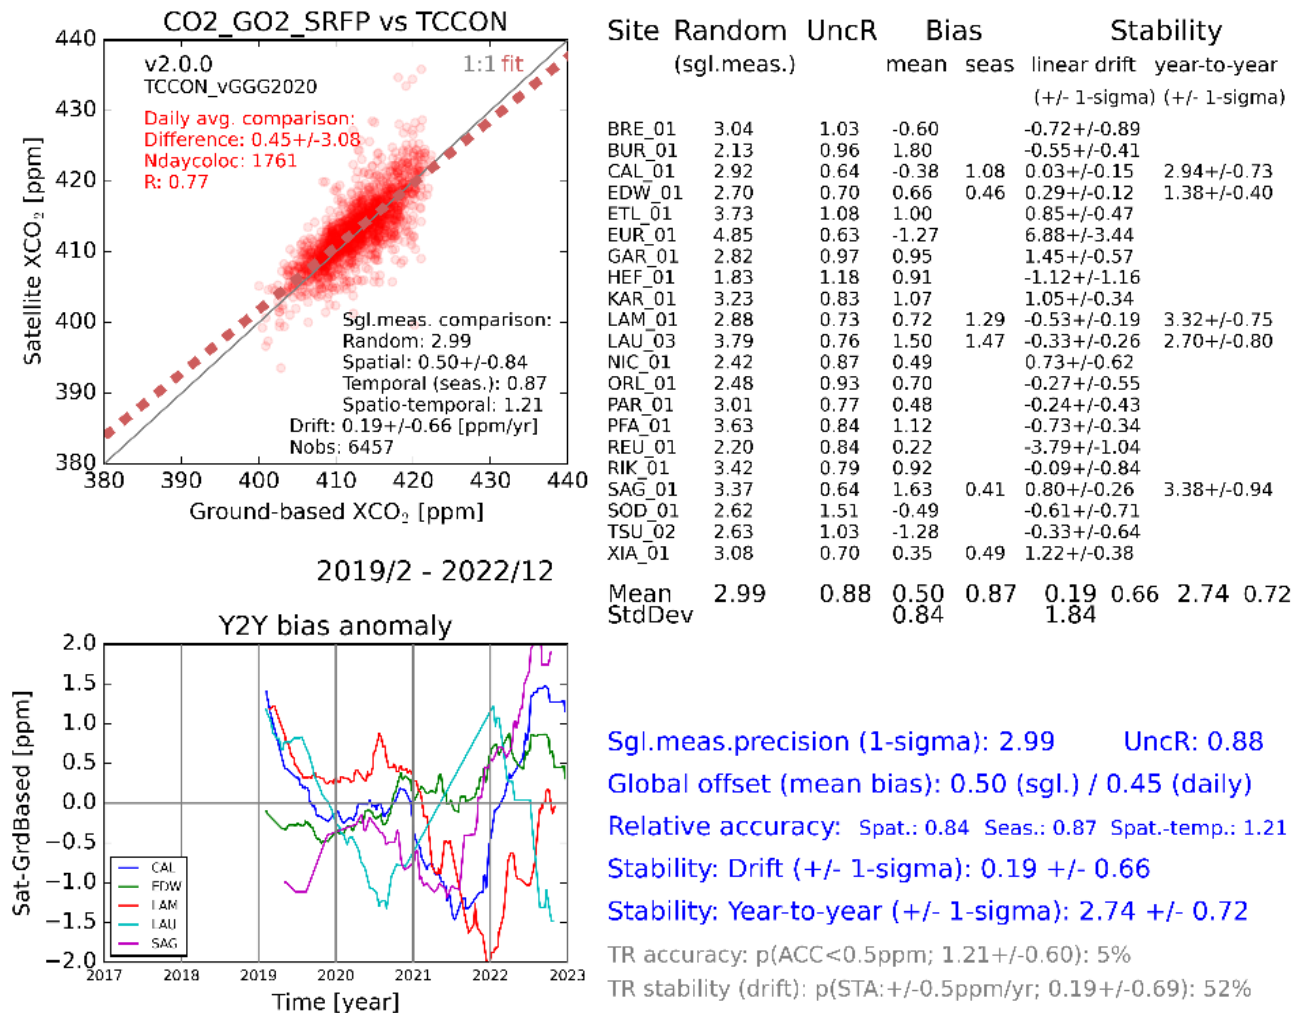 CO2_GO2_SRFP vs TCCON
440
430
420
410
400
390
380
Satellite XCO₂ [ppm]
v2.0.0
TCCON_vGGG2020
1:1 fit
Daily avg. comparison:
Difference: 0.45+/-3.08
Ndaycoloc: 1761
R: 0.77
Sgl.meas. comparison:
Random: 2.99
Spatial: 0.50+/-0.84
Temporal (seas.): 0.87
Spatio-temporal: 1.21
Drift: 0.19+/-0.66 [ppm/yr]
Nobs: 6457
380 390 400 410 420 430 440
Ground-based XCO₂ [ppm]
2019/2 - 2022/12
Y2Y bias anomaly
2.0
1.5
1.0
0.5
0.0
−0.5
−1.0
−1.5
−2.0
Sat-GrdBased [ppm]
CAL
EDW
LAM
LAU
SAG
2017 2018 2019 2020 2021 2022 2023
Time [year]
Site Random UncR Bias Stability
(sgl.meas.) mean seas linear drift year-to-year
(+/- 1-sigma) (+/- 1-sigma)
BRE_01 3.04 1.03 -0.60 -0.72+/-0.89
BUR_01 2.13 0.96 1.80 -0.55+/-0.41
CAL_01 2.92 0.64 -0.38 1.08 0.03+/-0.15 2.94+/-0.73
EDW_01 2.70 0.70 0.66 0.46 0.29+/-0.12 1.38+/-0.40
ETL_01 3.73 1.08 1.00 0.85+/-0.47
EUR_01 4.85 0.63 -1.27 6.88+/-3.44
GAR_01 2.82 0.97 0.95 1.45+/-0.57
HEF_01 1.83 1.18 0.91 -1.12+/-1.16
KAR_01 3.23 0.83 1.07 1.05+/-0.34
LAM_01 2.88 0.73 0.72 1.29 -0.53+/-0.19 3.32+/-0.75
LAU_03 3.79 0.76 1.50 1.47 -0.33+/-0.26 2.70+/-0.80
NIC_01 2.42 0.87 0.49 0.73+/-0.62
ORL_01 2.48 0.93 0.70 -0.27+/-0.55
PAR_01 3.01 0.77 0.48 -0.24+/-0.43
PFA_01 3.63 0.84 1.12 -0.73+/-0.34
REU_01 2.20 0.84 0.22 -3.79+/-1.04
RIK_01 3.42 0.79 0.92 -0.09+/-0.84
SAG_01 3.37 0.64 1.63 0.41 0.80+/-0.26 3.38+/-0.94
SOD_01 2.62 1.51 -0.49 -0.61+/-0.71
TSU_02 2.63 1.03 -1.28 -0.33+/-0.64
XIA_01 3.08 0.70 0.35 0.49 1.22+/-0.38
Mean 2.99 0.88 0.50 0.87 0.19 0.66 2.74 0.72
StdDev 0.84 1.84
Sgl.meas.precision (1-sigma): 2.99 UncR: 0.88
Global offset (mean bias): 0.50 (sgl.) / 0.45 (daily)
Relative accuracy: Spat.: 0.84 Seas.: 0.87 Spat.-temp.: 1.21
Stability: Drift (+/- 1-sigma): 0.19 +/- 0.66
Stability: Year-to-year (+/- 1-sigma): 2.74 +/- 0.72
TR accuracy: p(ACC<0.5ppm; 1.21+/-0.60): 5%
TR stability (drift): p(STA:+/-0.5ppm/yr; 0.19+/-0.69): 52%